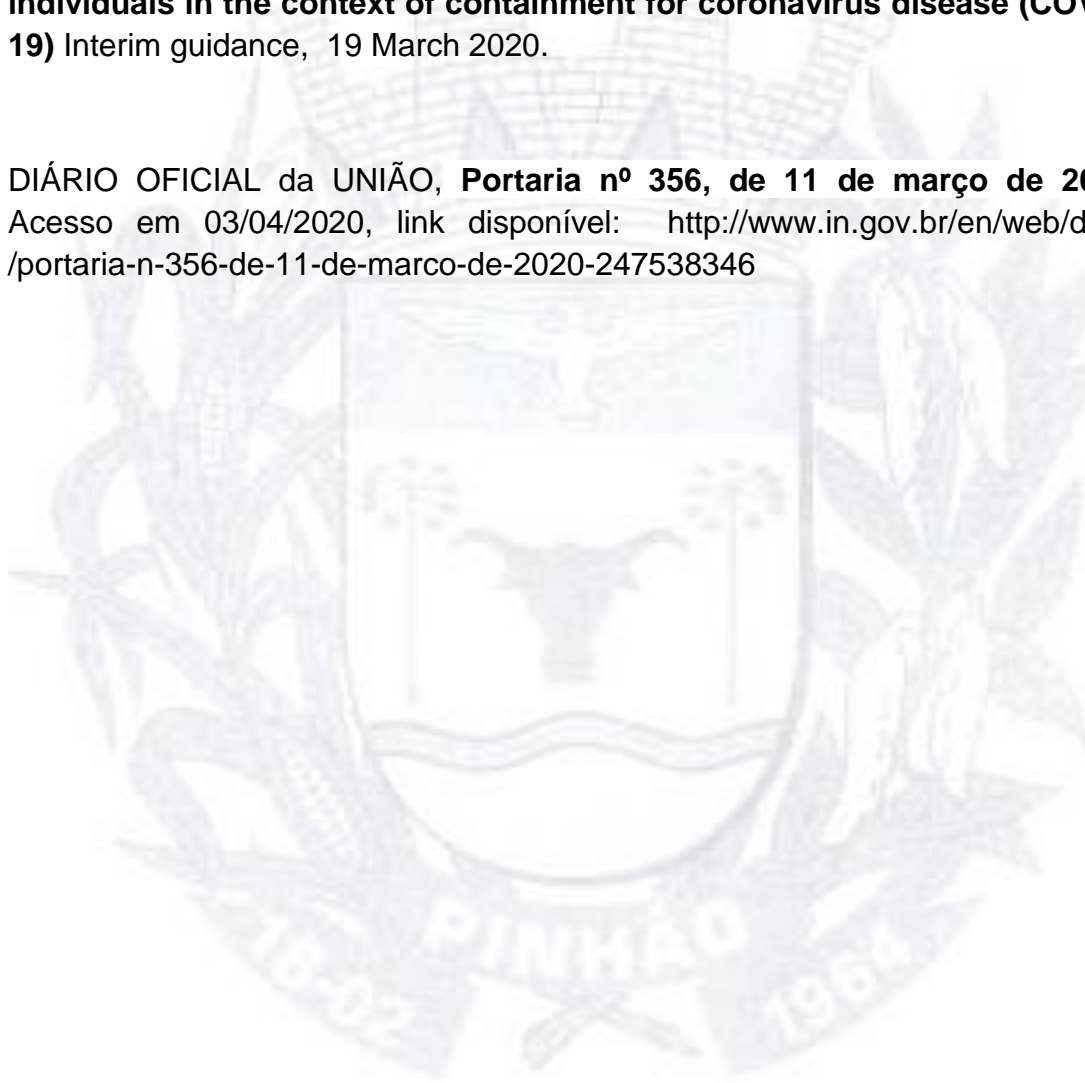 individuals in the context of containment for coronavirus disease (COV
19) Interim guidance, 19 March 2020.
DIÁRIO OFICIAL da UNIÃO, Portaria nº 356, de 11 de março de 20
Acesso em 03/04/2020, link disponível: http://www.in.gov.br/en/web/d
/portaria-n-356-de-11-de-marco-de-2020-247538346
PINHÃO
16-02
1964